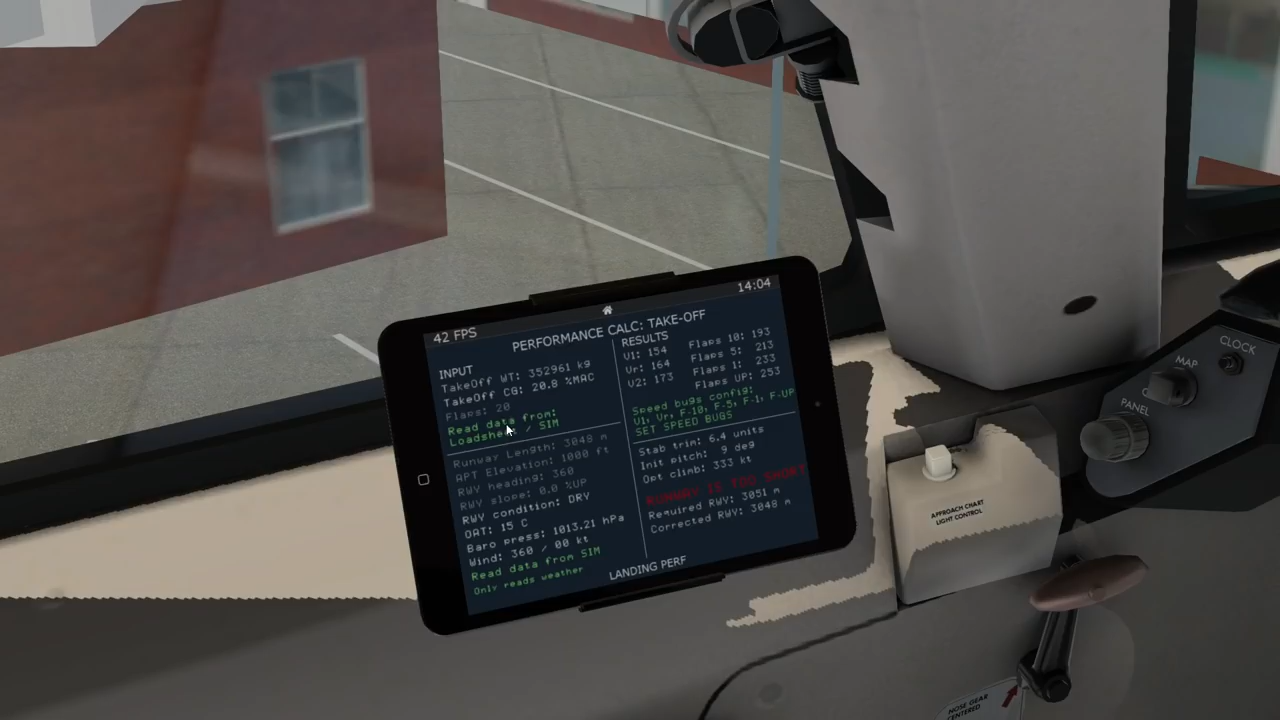 42 FPS
14:04
PERFORMANCE CALC: TAKE-OFF
INPUT
TakeOff WT: 352961 kg
TakeOff CG: 20.8 %MAC
Flaps: 20
Read data from:
Loadsheet / SIM
Runway Length: 3048 m
APT Elevation: 1000 ft
RWY heading: 360
RWY slope: 0.0 %UP
RWY condition: DRY
OAT: 15 C
Baro press: 1013.21 hPa
Wind: 360 / 00 kt
Read data from SIM
Only reads weather
RESULTS
V1: 154 Flaps 10: 193
Vr: 164 Flaps 5: 213
V2: 173 Flaps 1: 233
Flaps UP: 253
Speed bugs config:
V1, Vr, F-10, F-5, F-1, F-UP
SET SPEED BUGS
Stab trim: 6.4 units
Init pitch: 9 deg
Opt climb: 333 kt
RUNWAY IS TOO SHORT
Required RWY: 3051 m
Corrected RWY: 3048 m
LANDING PERF
CLOCK
MAP
PANEL
APPROACH CHART
LIGHT CONTROL
NOSE GEAR
CENTERED